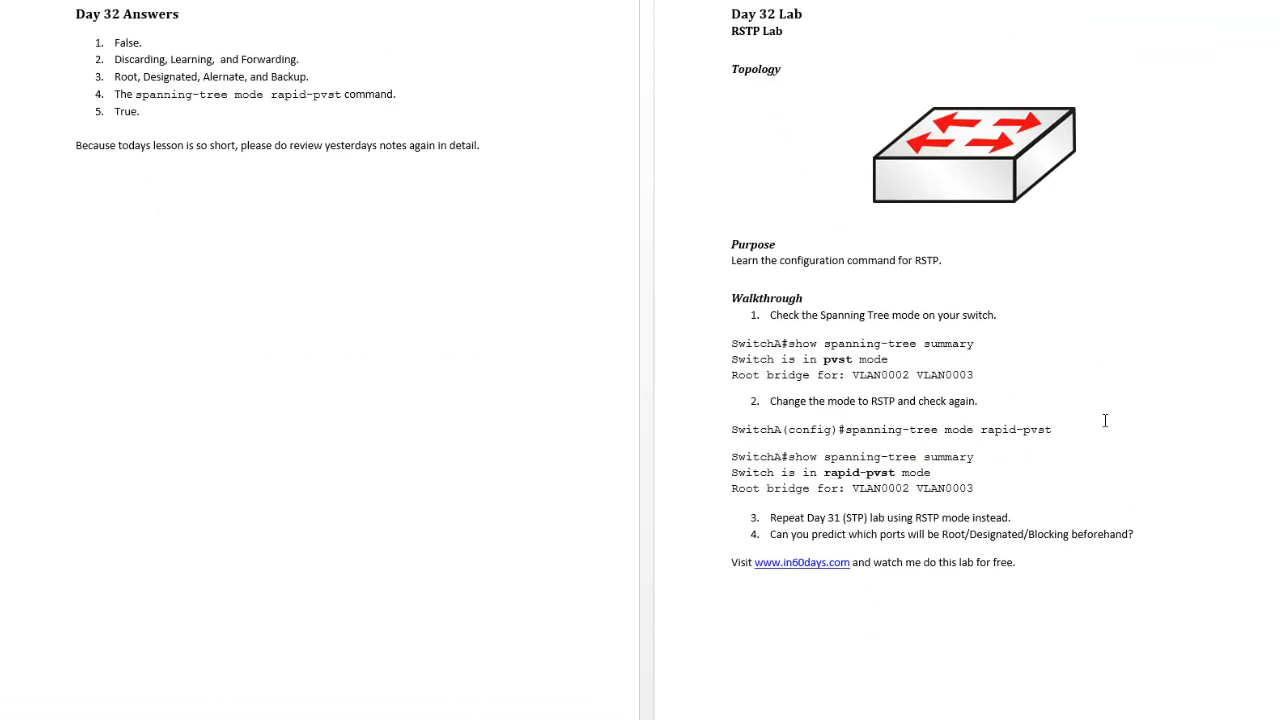 Day 32 Answers
1. False.
2. Discarding, Learning, and Forwarding.
3. Root, Designated, Alernate, and Backup.
4. The spanning-tree mode rapid-pvst command.
5. True.
Because todays lesson is so short, please do review yesterdays notes again in detail.
Day 32 Lab
RSTP Lab
Topology
Purpose
Learn the configuration command for RSTP.
Walkthrough
1. Check the Spanning Tree mode on your switch.
SwitchA#show spanning-tree summary
Switch is in pvst mode
Root bridge for: VLAN0002 VLAN0003
2. Change the mode to RSTP and check again.
SwitchA(config)#spanning-tree mode rapid-pvst
SwitchA#show spanning-tree summary
Switch is in rapid-pvst mode
Root bridge for: VLAN0002 VLAN0003
3. Repeat Day 31 (STP) lab using RSTP mode instead.
4. Can you predict which ports will be Root/Designated/Blocking beforehand?
Visit www.in60days.com and watch me do this lab for free.